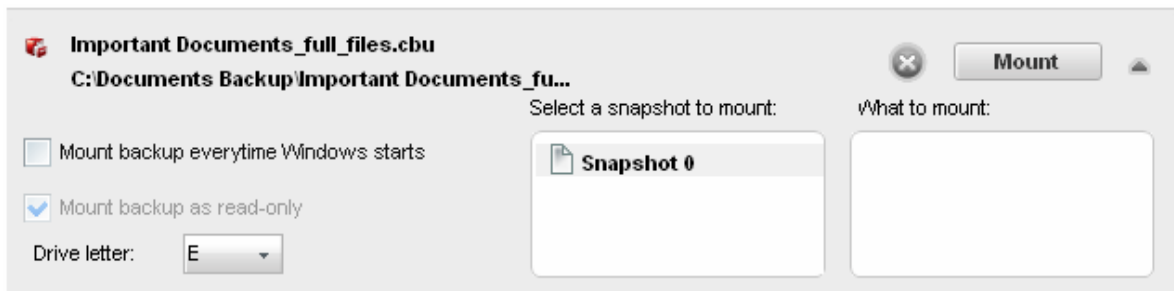 Important Documents_full_files.cbu
C:\Documents Backup\Important Documents_fu...
Mount
Select a snapshot to mount:
What to mount:
Mount backup everytime Windows starts
Snapshot 0
Mount backup as read-only
Drive letter:
E